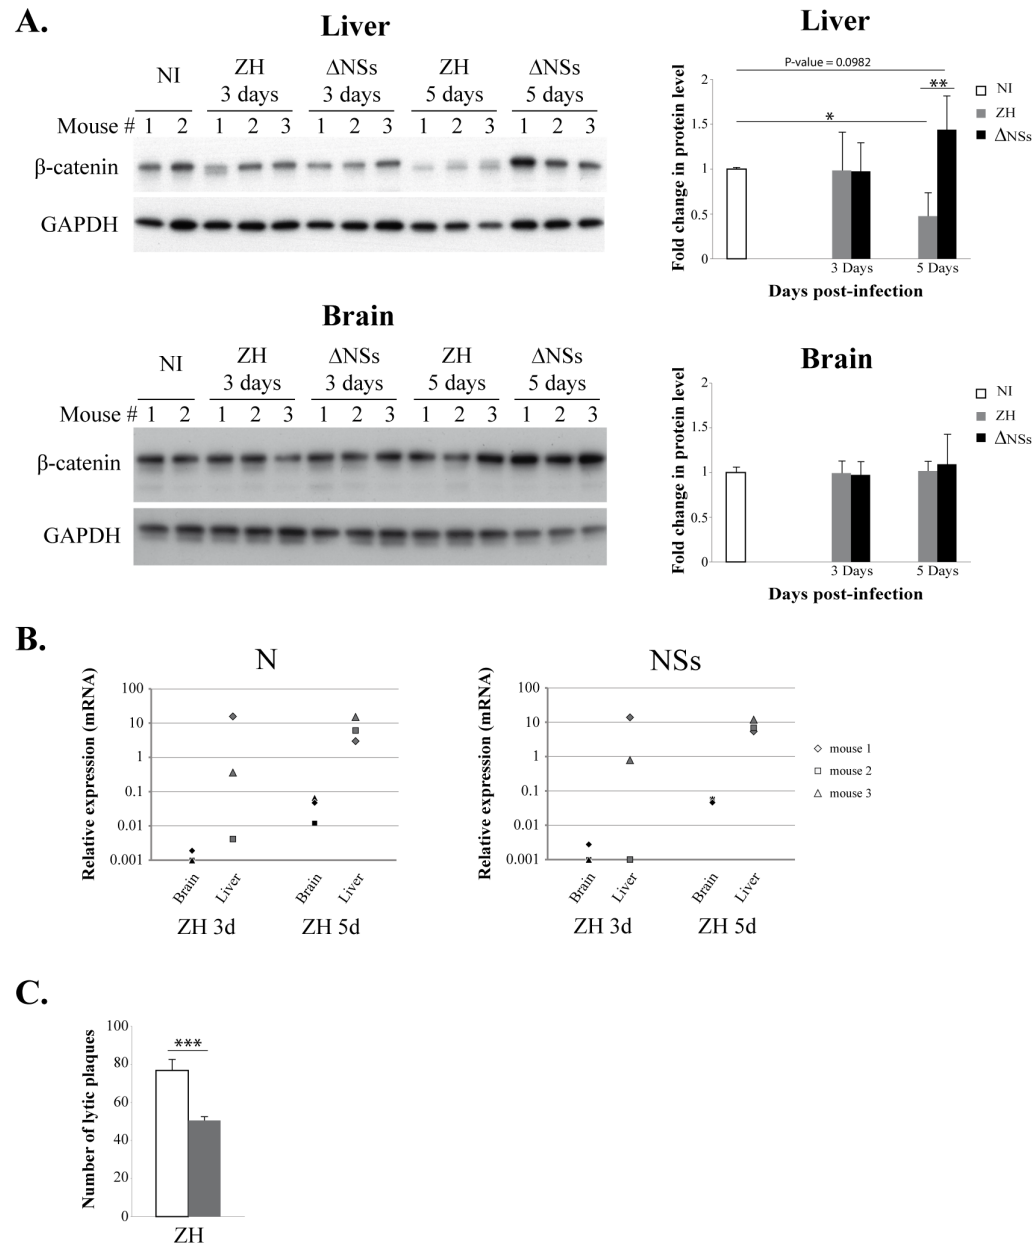 A.
Liver
NI
ZH
3 days
ΔNSs
3 days
ZH
5 days
ΔNSs
5 days
Mouse # 1 2 1 2 3 1 2 3 1 2 3 1 2 3
β-catenin
GAPDH
Liver
Fold change in protein level
2
1.5
1
0.5
0
P-value = 0.0982
*
**
NI
ZH
ΔNSs
3 Days 5 Days
Days post-infection
Brain
NI
ZH
3 days
ΔNSs
3 days
ZH
5 days
ΔNSs
5 days
Mouse # 1 2 1 2 3 1 2 3 1 2 3 1 2 3
β-catenin
GAPDH
Brain
Fold change in protein level
2
1.5
1
0.5
0
NI
ZH
ΔNSs
3 Days 5 Days
Days post-infection
B.
N
Relative expression (mRNA)
100
10
1
0.1
0.01
0.001
Brain Liver Brain Liver
ZH 3d ZH 5d
NSs
Relative expression (mRNA)
100
10
1
0.1
0.01
0.001
Brain Liver Brain Liver
ZH 3d ZH 5d
mouse 1
mouse 2
mouse 3
C.
Number of lytic plaques
100
80
60
40
20
0
***
ZH